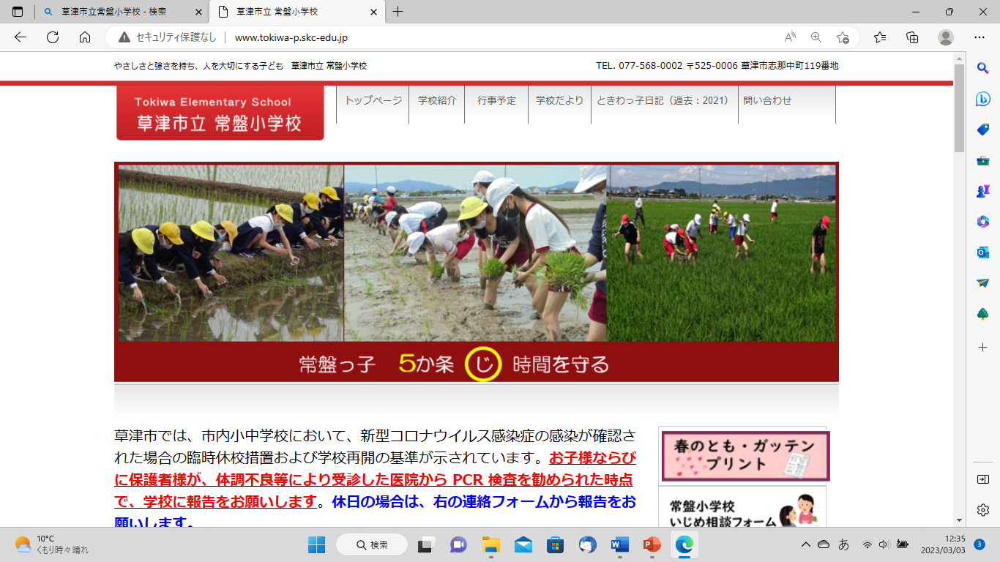 草津市立常盤小学校 - 検索
草津市立 常盤小学校
セキュリティ保護なし
www.tokiwa-p.skc-edu.jp
やさしさと強さを持ち、人を大切にする子ども 草津市立 常盤小学校
TEL. 077-568-0002 〒525-0006 草津市志那中町119番地
Tokiwa Elementary School
草津市立 常盤小学校
トップページ
学校紹介
行事予定
学校だより
ときわっ子日記（過去：2021）
問い合わせ
常盤っ子 5か条 じ 時間を守る
草津市では、市内小中学校において、新型コロナウイルス感染症の感染が確認さ
れた場合の臨時休校措置および学校再開の基準が示されています。お子様ならび
に保護者様が、体調不良等により受診した医院から PCR 検査を勧められた時点
で、学校に報告をお願いします。休日の場合は、右の連絡フォームから報告をお
願いします。
春のとも・ガッテン
プリント
常盤小学校
いじめ相談フォーム
10°C
くもり時々晴れ
検索
あ
12:35
2023/03/03
3